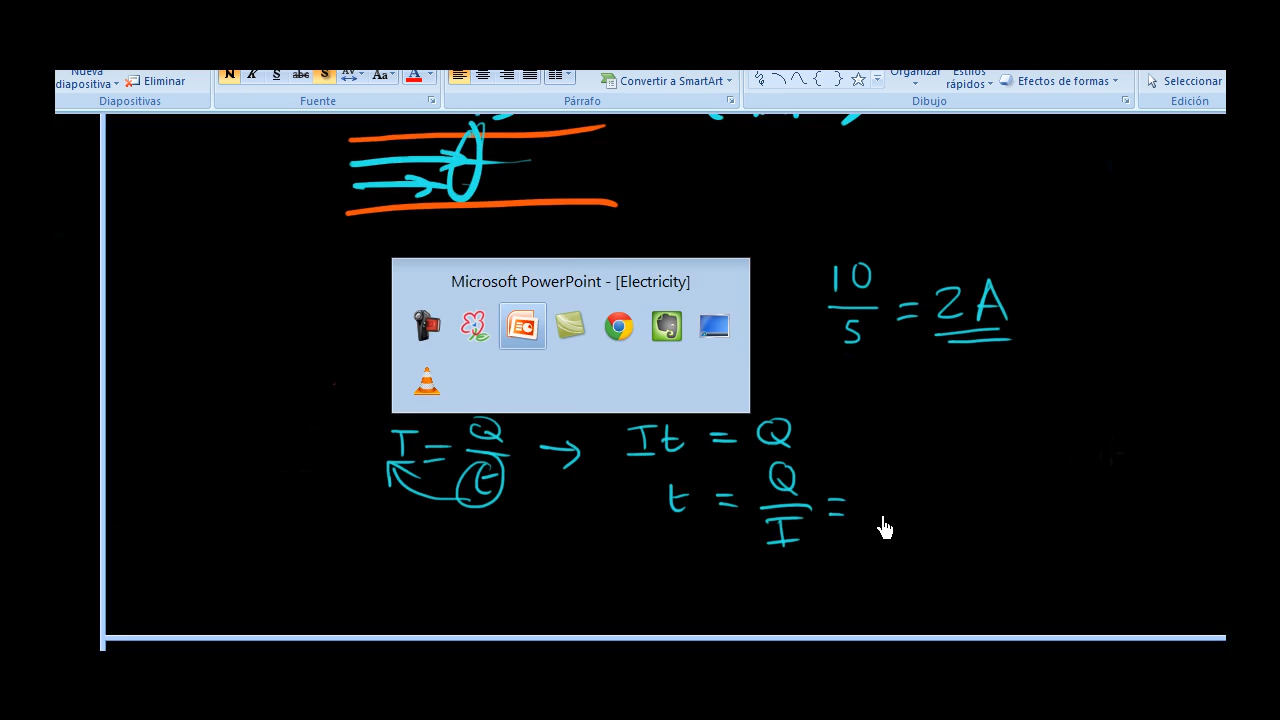 Nueva
diapositiva
Eliminar
N K S abc S AV Aa A
Convertir a SmartArt
Organizar
Estilos
rápidos
Efectos de formas
Seleccionar
Diapositivas
Fuente
Párrafo
Dibujo
Edición
Microsoft PowerPoint - [Electricity]
10
5
= 2A
I = Q
t
→ It = Q
t = Q
I
=